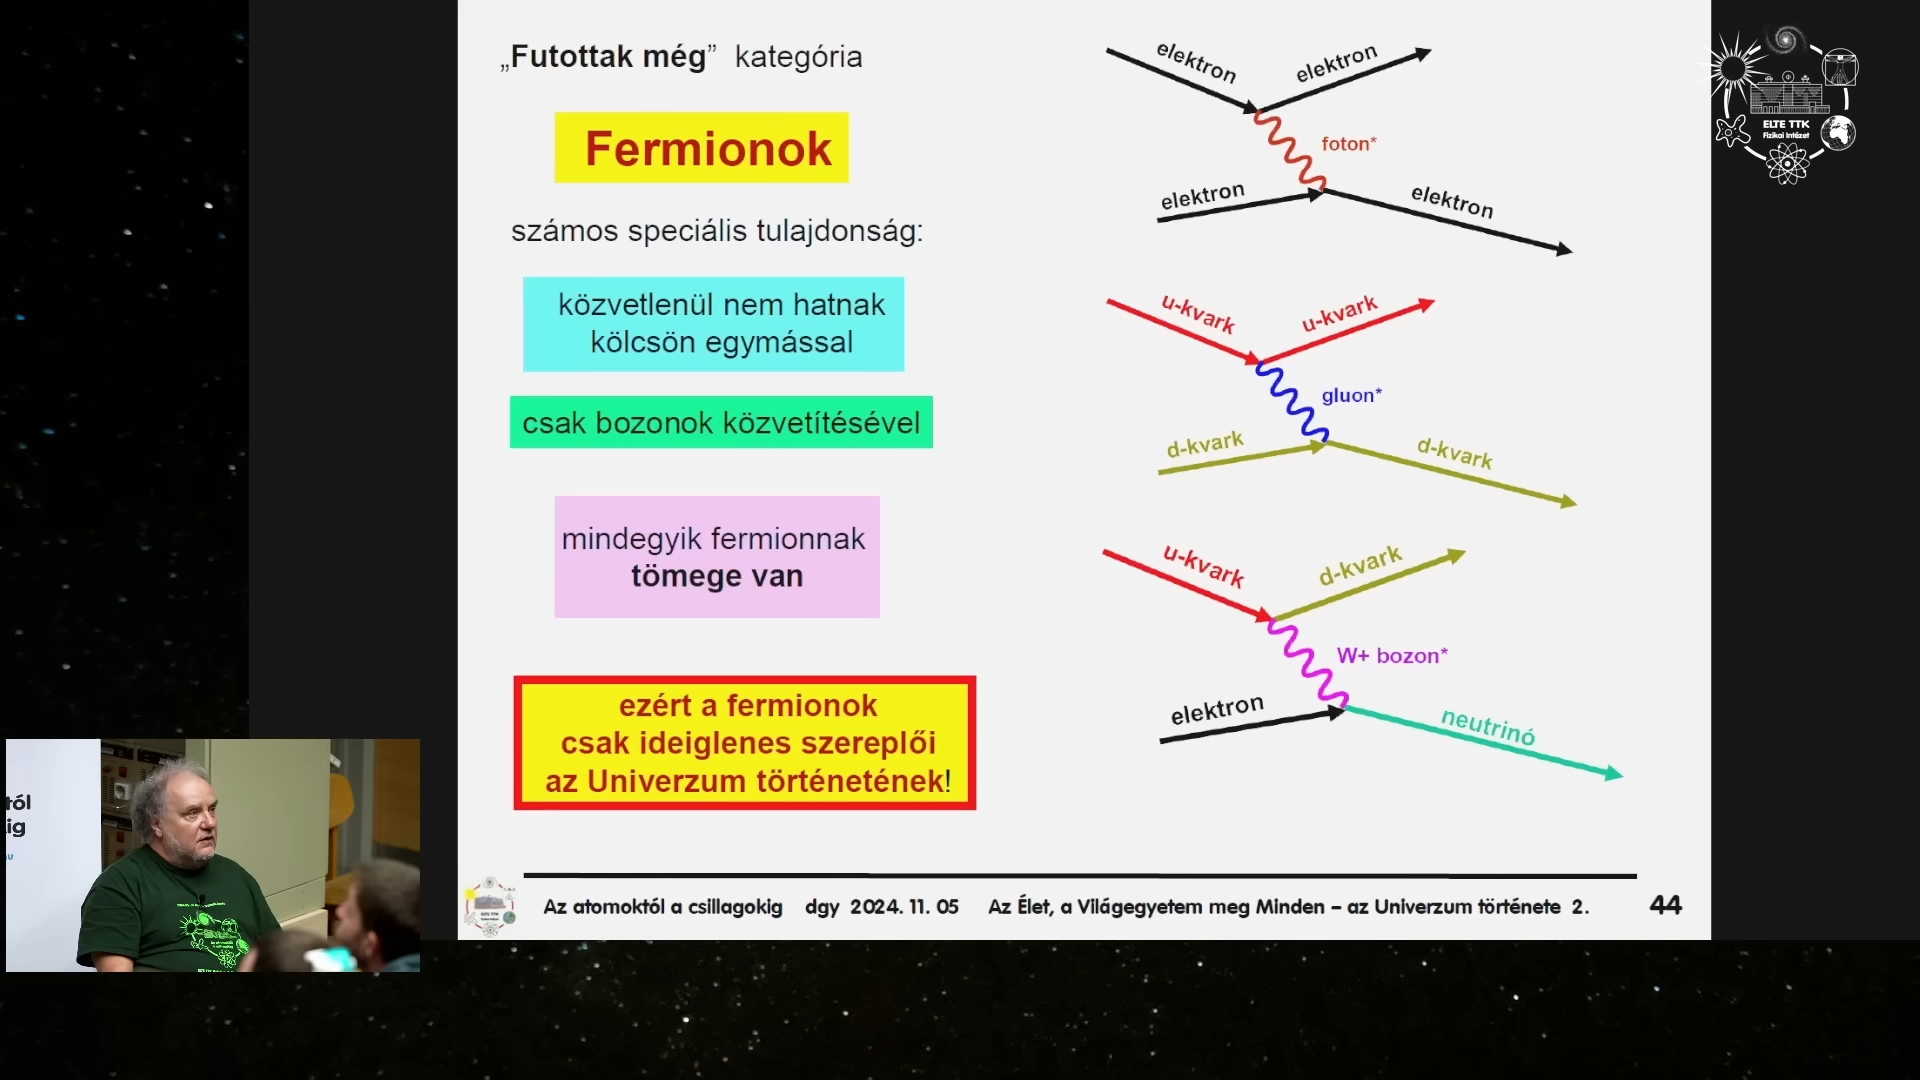 „Futottak még” kategória
Fermionok
számos speciális tulajdonság:
közvetlenül nem hatnak
kölcsön egymással
csak bozonok közvetítésével
mindegyik fermionnak
tömege van
ezért a fermionok
csak ideiglenes szereplői
az Univerzum történetének!
elektron
elektron
foton*
elektron
elektron
u-kvark
u-kvark
gluon*
d-kvark
d-kvark
u-kvark
d-kvark
W+ bozon*
elektron
neutrinó
Az atomoktól a csillagokig dgy 2024. 11. 05 Az Élet, a Világegyetem meg Minden – az Univerzum története 2. 44
ELTE TTK
Fizikai Intézet
tól
ig